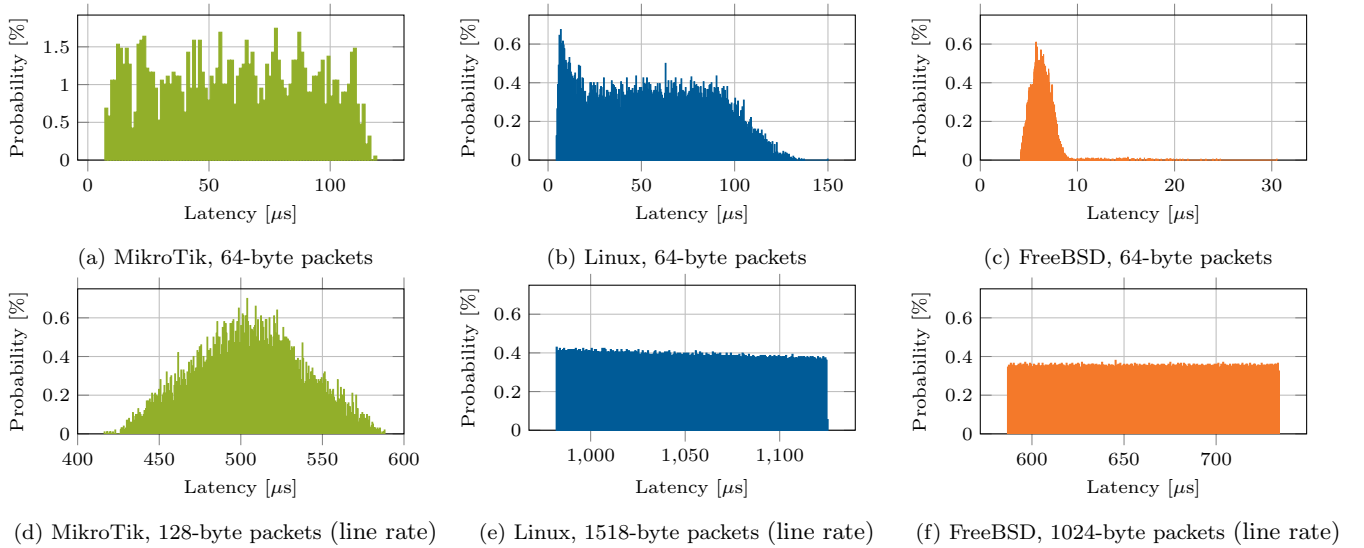 Probability [%]
1.5
1
0.5
0
0 50 100
Latency [μs]
(a) MikroTik, 64-byte packets
Probability [%]
0.6
0.4
0.2
0
0 50 100 150
Latency [μs]
(b) Linux, 64-byte packets
Probability [%]
0.6
0.4
0.2
0
0 10 20 30
Latency [μs]
(c) FreeBSD, 64-byte packets
Probability [%]
0.6
0.4
0.2
0
400 450 500 550 600
Latency [μs]
(d) MikroTik, 128-byte packets (line rate)
Probability [%]
0.6
0.4
0.2
0
1,000 1,050 1,100
Latency [μs]
(e) Linux, 1518-byte packets (line rate)
Probability [%]
0.6
0.4
0.2
0
600 650 700
Latency [μs]
(f) FreeBSD, 1024-byte packets (line rate)